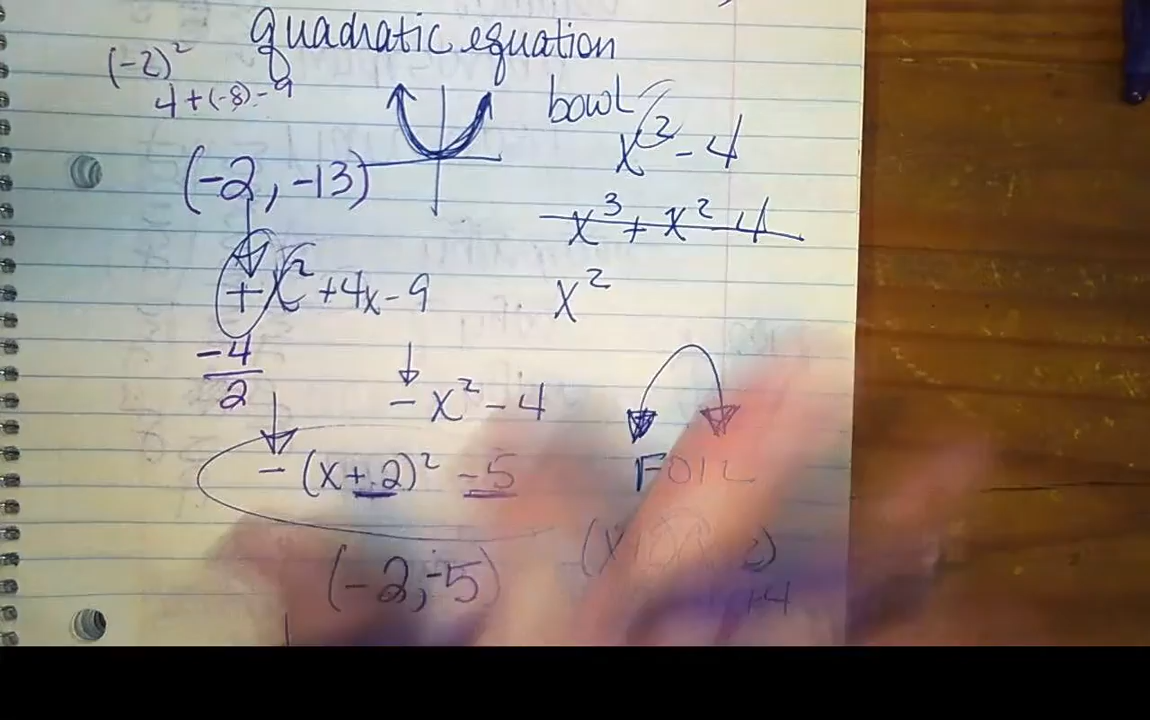 quadratic equation
(-2)²
4+(-8)-9
bowl
x²-4
(-2, -13)
x³+x²-4
+x²+4x-9
x²
-4
2
-x²-4
-(x+2)²-5
FOIL
(-2,-5)